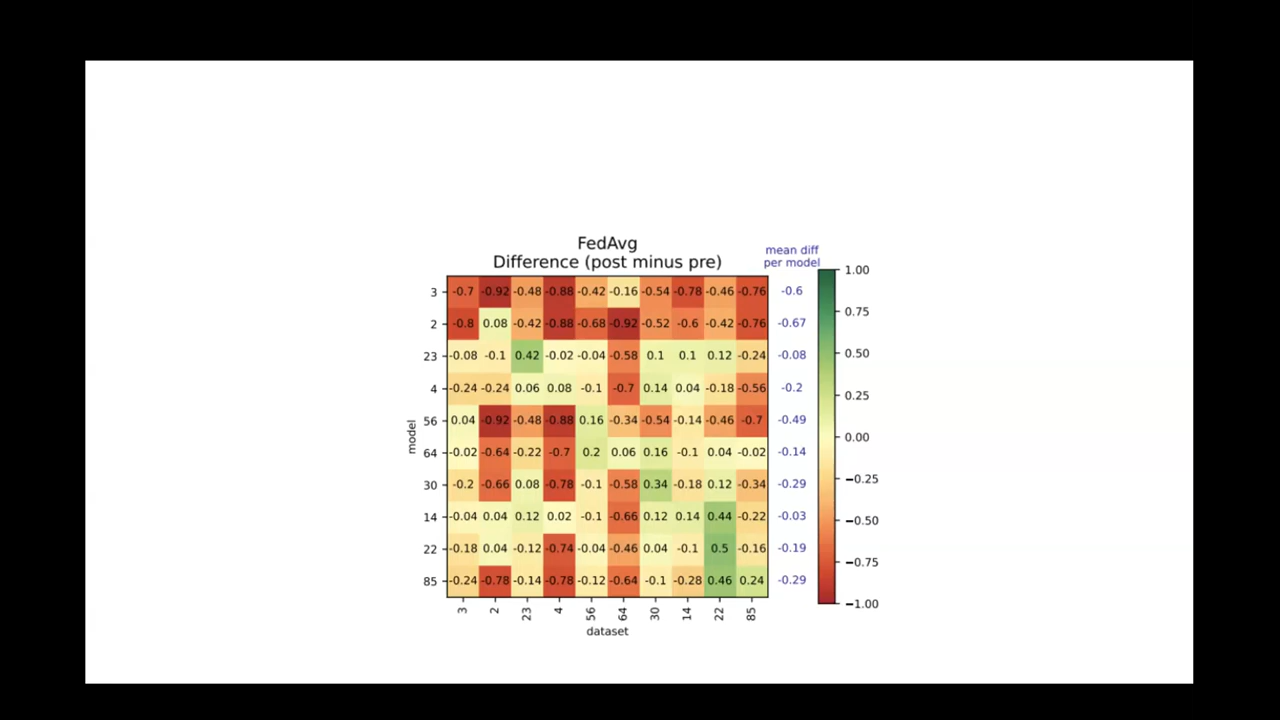 FedAvg
Difference (post minus pre)
mean diff
per model
3 -0.7 -0.92 -0.48 -0.88 -0.42 -0.16 -0.54 -0.78 -0.46 -0.76 -0.6
2 -0.8 0.08 -0.42 -0.88 -0.68 -0.92 -0.52 -0.6 -0.42 -0.76 -0.67
23 -0.08 -0.1 0.42 -0.02 -0.04 -0.58 0.1 0.1 0.12 -0.24 -0.08
4 -0.24 -0.24 0.06 0.08 -0.1 -0.7 0.14 0.04 -0.18 -0.56 -0.2
56 0.04 -0.92 -0.48 -0.88 0.16 -0.34 -0.54 -0.14 -0.46 -0.7 -0.49
64 -0.02 -0.64 -0.22 -0.7 0.2 0.06 0.16 -0.1 0.04 -0.02 -0.14
30 -0.2 -0.66 0.08 -0.78 -0.1 -0.58 0.34 -0.18 0.12 -0.34 -0.29
14 -0.04 0.04 0.12 0.02 -0.1 -0.66 0.12 0.14 0.44 -0.22 -0.03
22 -0.18 0.04 -0.12 -0.74 -0.04 -0.46 0.04 -0.1 0.5 -0.16 -0.19
85 -0.24 -0.78 -0.14 -0.78 -0.12 -0.64 -0.1 -0.28 0.46 0.24 -0.29
model
3 2 23 4 56 64 30 14 22 85
dataset
1.00
0.75
0.50
0.25
0.00
−0.25
−0.50
−0.75
−1.00